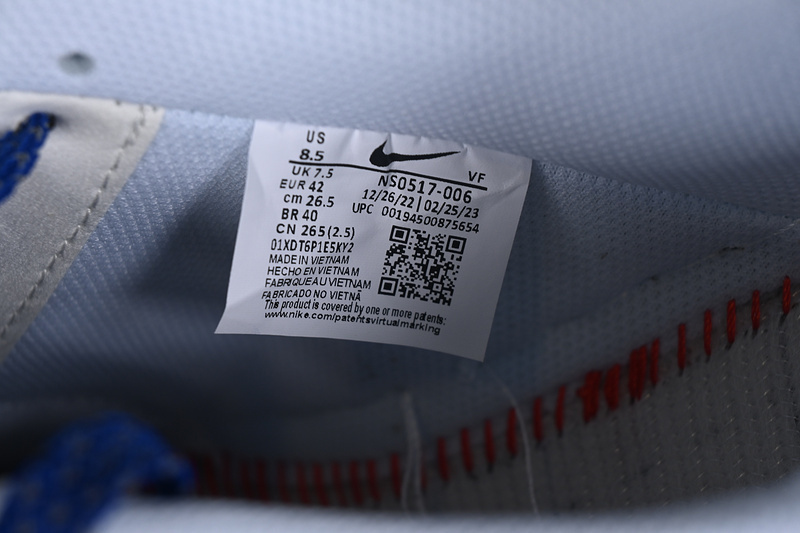 US
8.5
VF
UK 7.5
NS0517-006
EUR 42
12/26/22 | 02/25/23
cm 26.5
UPC 00194500875654
BR 40
CN 265(2.5)
01XDT6P1E5KY2
MADE IN VIETNAM
HECHO EN VIETNAM
FABRIQUEAU VIETNAM
FABRICADO NO VIETNÃ
This product is covered by one or more patents:
www.nike.com/patentsvirtualmarking